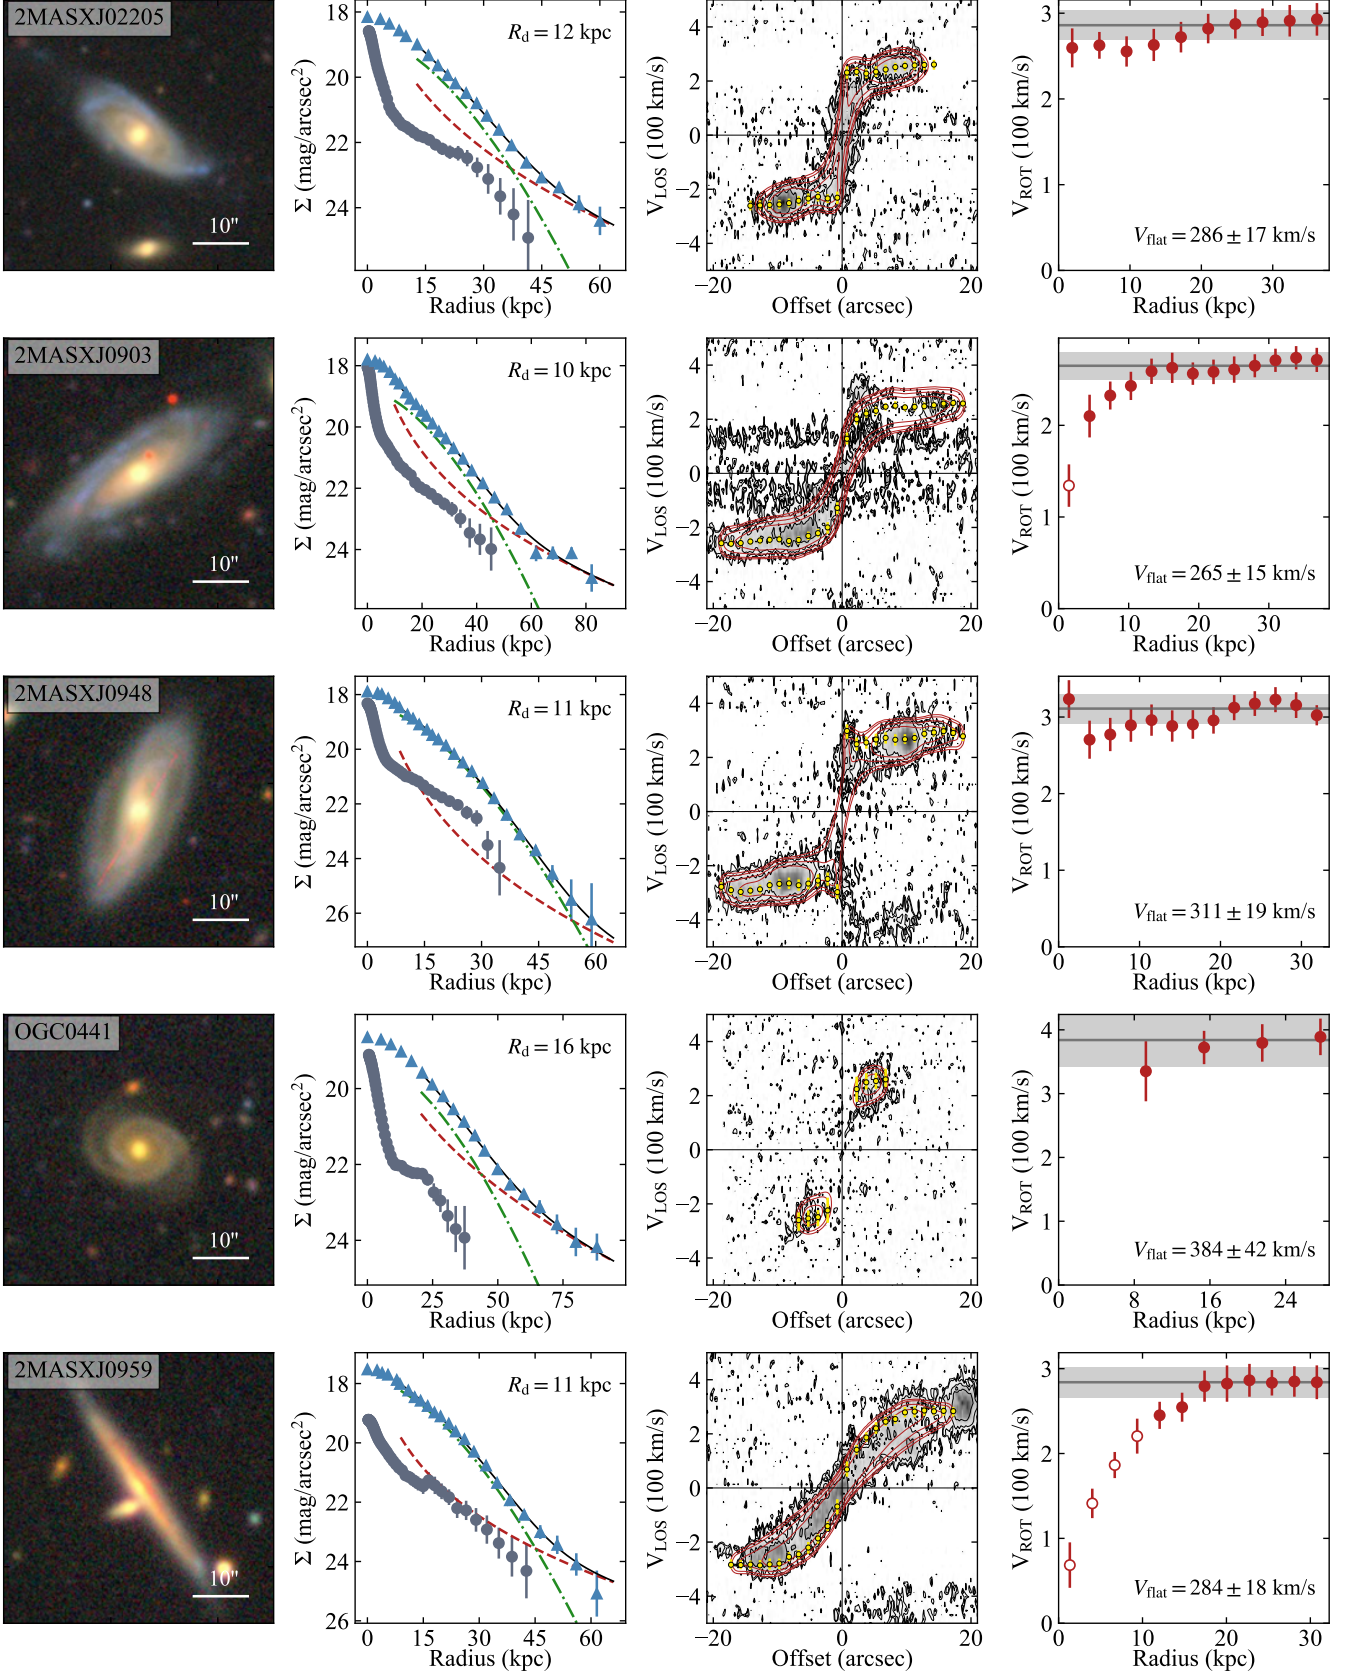 2MASXJ02205
10"
18
20
22
24
Σ (mag/arcsec²)
R_d = 12 kpc
0 15 30 45 60
Radius (kpc)
4
2
0
−2
−4
V_LOS (100 km/s)
−20 0 20
Offset (arcsec)
3
2
1
0
V_ROT (100 km/s)
V_flat = 286 ± 17 km/s
0 10 20 30
Radius (kpc)
2MASXJ0903
10"
18
20
22
24
Σ (mag/arcsec²)
R_d = 10 kpc
0 20 40 60 80
Radius (kpc)
4
2
0
−2
−4
V_LOS (100 km/s)
−20 0 20
Offset (arcsec)
2
1
0
V_ROT (100 km/s)
V_flat = 265 ± 15 km/s
0 10 20 30
Radius (kpc)
2MASXJ0948
10"
18
20
22
24
26
Σ (mag/arcsec²)
R_d = 11 kpc
0 15 30 45 60
Radius (kpc)
4
2
0
−2
−4
V_LOS (100 km/s)
−20 0 20
Offset (arcsec)
3
2
1
0
V_ROT (100 km/s)
V_flat = 311 ± 19 km/s
0 10 20 30
Radius (kpc)
OGC0441
10"
20
22
24
Σ (mag/arcsec²)
R_d = 16 kpc
0 25 50 75
Radius (kpc)
4
2
0
−2
−4
V_LOS (100 km/s)
−20 0 20
Offset (arcsec)
4
3
2
1
0
V_ROT (100 km/s)
V_flat = 384 ± 42 km/s
0 8 16 24
Radius (kpc)
2MASXJ0959
10"
18
20
22
24
26
Σ (mag/arcsec²)
R_d = 11 kpc
0 15 30 45 60
Radius (kpc)
4
2
0
−2
−4
V_LOS (100 km/s)
−20 0 20
Offset (arcsec)
3
2
1
0
V_ROT (100 km/s)
V_flat = 284 ± 18 km/s
0 5 10 15 20 25 30
Radius (kpc)